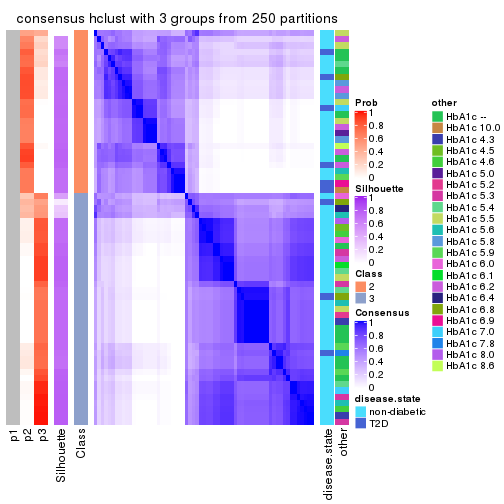 consensus hclust with 3 groups from 250 partitions
p1
p2
p3
Silhouette
Class
disease.state
other
Prob
1
0.8
0.6
0.4
0.2
0
Silhouette
1
0.8
0.6
0.4
0.2
0
Class
2
3
Consensus
1
0.8
0.6
0.4
0.2
0
disease.state
non-diabetic
T2D
other
HbA1c --
HbA1c 10.0
HbA1c 4.3
HbA1c 4.5
HbA1c 4.6
HbA1c 5.0
HbA1c 5.2
HbA1c 5.3
HbA1c 5.4
HbA1c 5.5
HbA1c 5.6
HbA1c 5.8
HbA1c 5.9
HbA1c 6.0
HbA1c 6.1
HbA1c 6.2
HbA1c 6.4
HbA1c 6.8
HbA1c 6.9
HbA1c 7.0
HbA1c 7.8
HbA1c 8.0
HbA1c 8.6